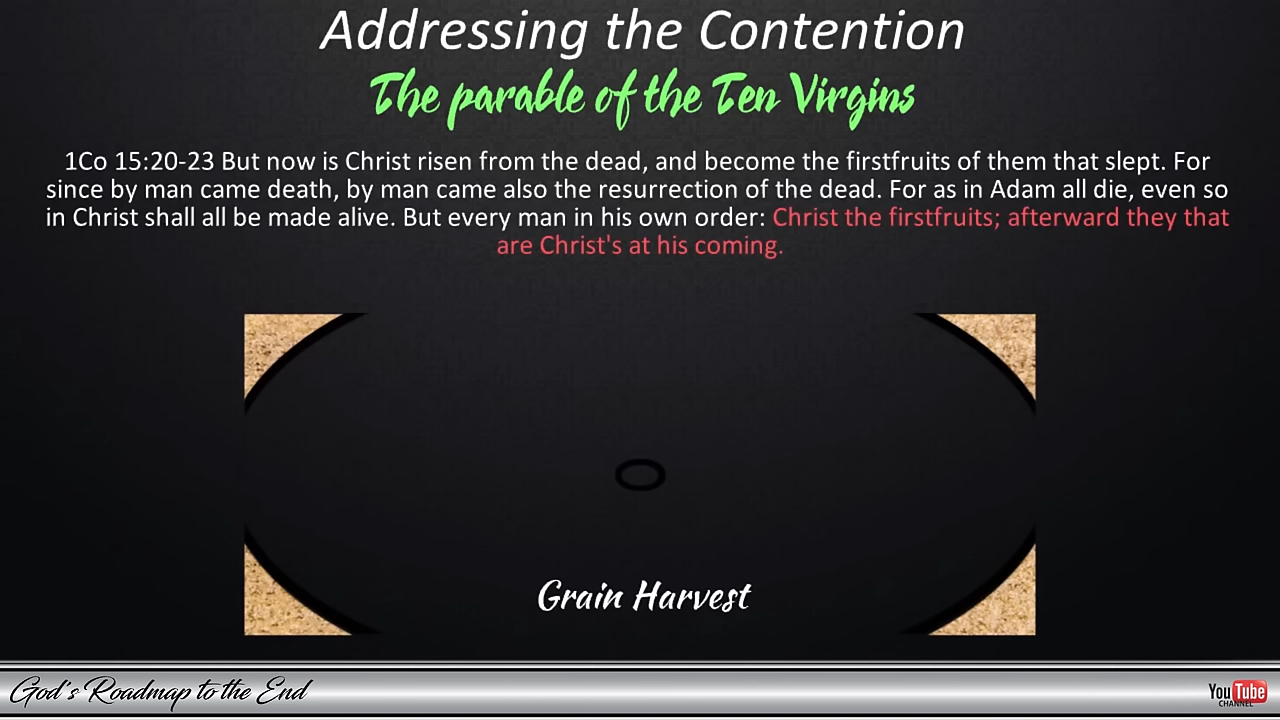 Addressing the Contention
The parable of the Ten Virgins
1Co 15:20-23 But now is Christ risen from the dead, and become the firstfruits of them that slept. For
since by man came death, by man came also the resurrection of the dead. For as in Adam all die, even so
in Christ shall all be made alive. But every man in his own order: Christ the firstfruits; afterward they that
are Christ's at his coming.
Grain Harvest
God's Roadmap to the End
YouTube
CHANNEL